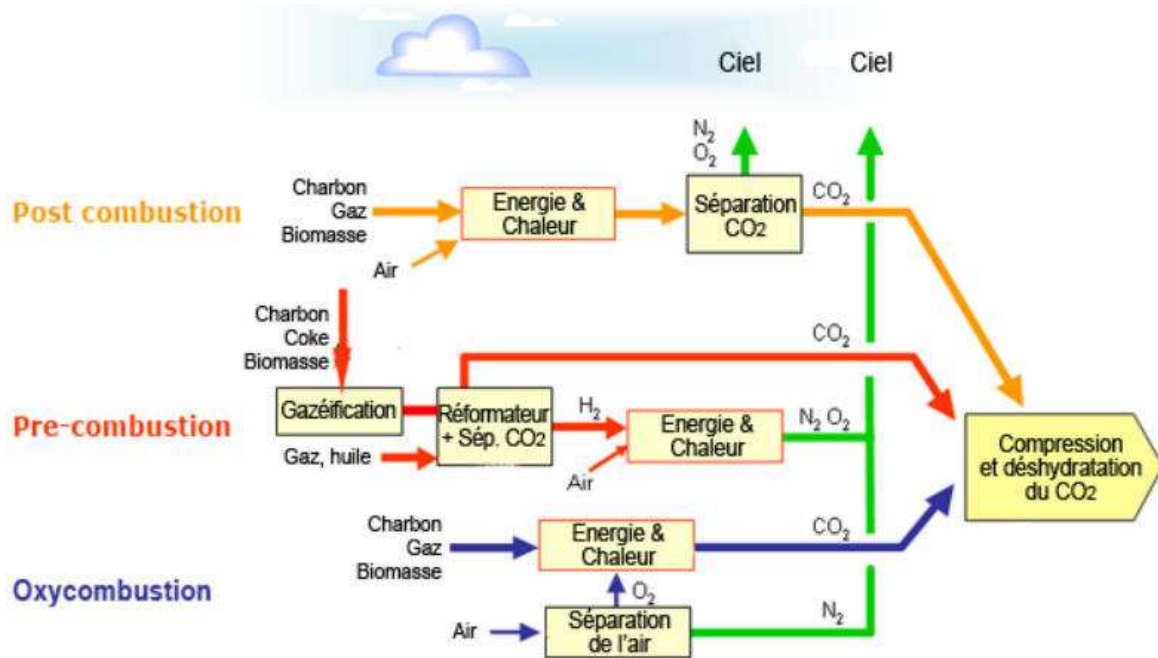 Ciel
Ciel
N₂
O₂
Post combustion
Charbon
Gaz
Biomasse
Air
Energie &
Chaleur
Séparation
CO₂
CO₂
Charbon
Coke
Biomasse
CO₂
Pre-combustion
Gazéification
Gaz, huile
Réformateur
+ Sép. CO₂
H₂
Air
Energie &
Chaleur
N₂ O₂
Compression
et déshydratation
du CO₂
Oxycombustion
Charbon
Gaz
Biomasse
Energie &
Chaleur
CO₂
O₂
Air
Séparation
de l'air
N₂